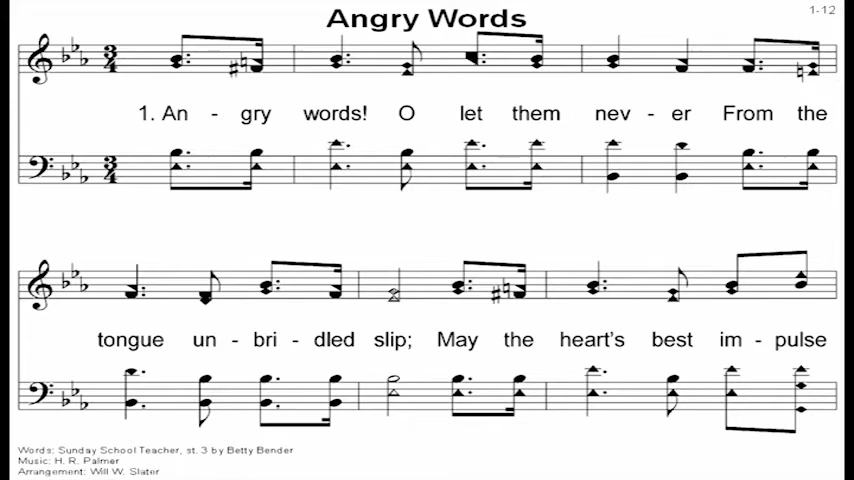 Angry Words
1-12
1. An - gry words! O let them nev - er From the
tongue un - bri - dled slip; May the heart's best im - pulse
Words: Sunday School Teacher, st. 3 by Betty Bender
Music: H. R. Palmer
Arrangement: Will W. Slater